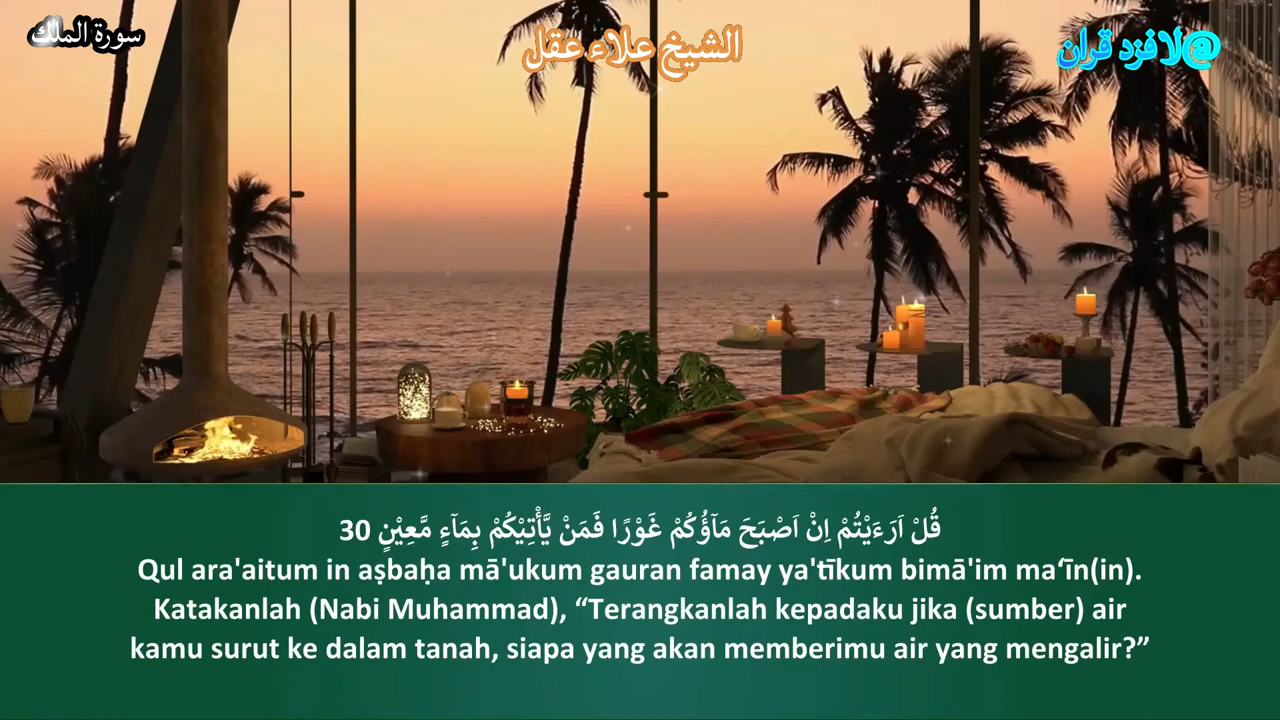 سورة الملك
الشيخ علاء عقل
@لافزد قران
قُلْ اَرَءَيْتُمْ اِنْ اَصْبَحَ مَاۤؤُكُمْ غَوْرًا فَمَنْ يَّأْتِيْكُمْ بِمَاۤءٍ مَّعِيْنٍ 30
Qul ara'aitum in aṣbaḥa mā'ukum gauran famay ya'tīkum bimā'im ma‘īn(in).
Katakanlah (Nabi Muhammad), “Terangkanlah kepadaku jika (sumber) air
kamu surut ke dalam tanah, siapa yang akan memberimu air yang mengalir?”